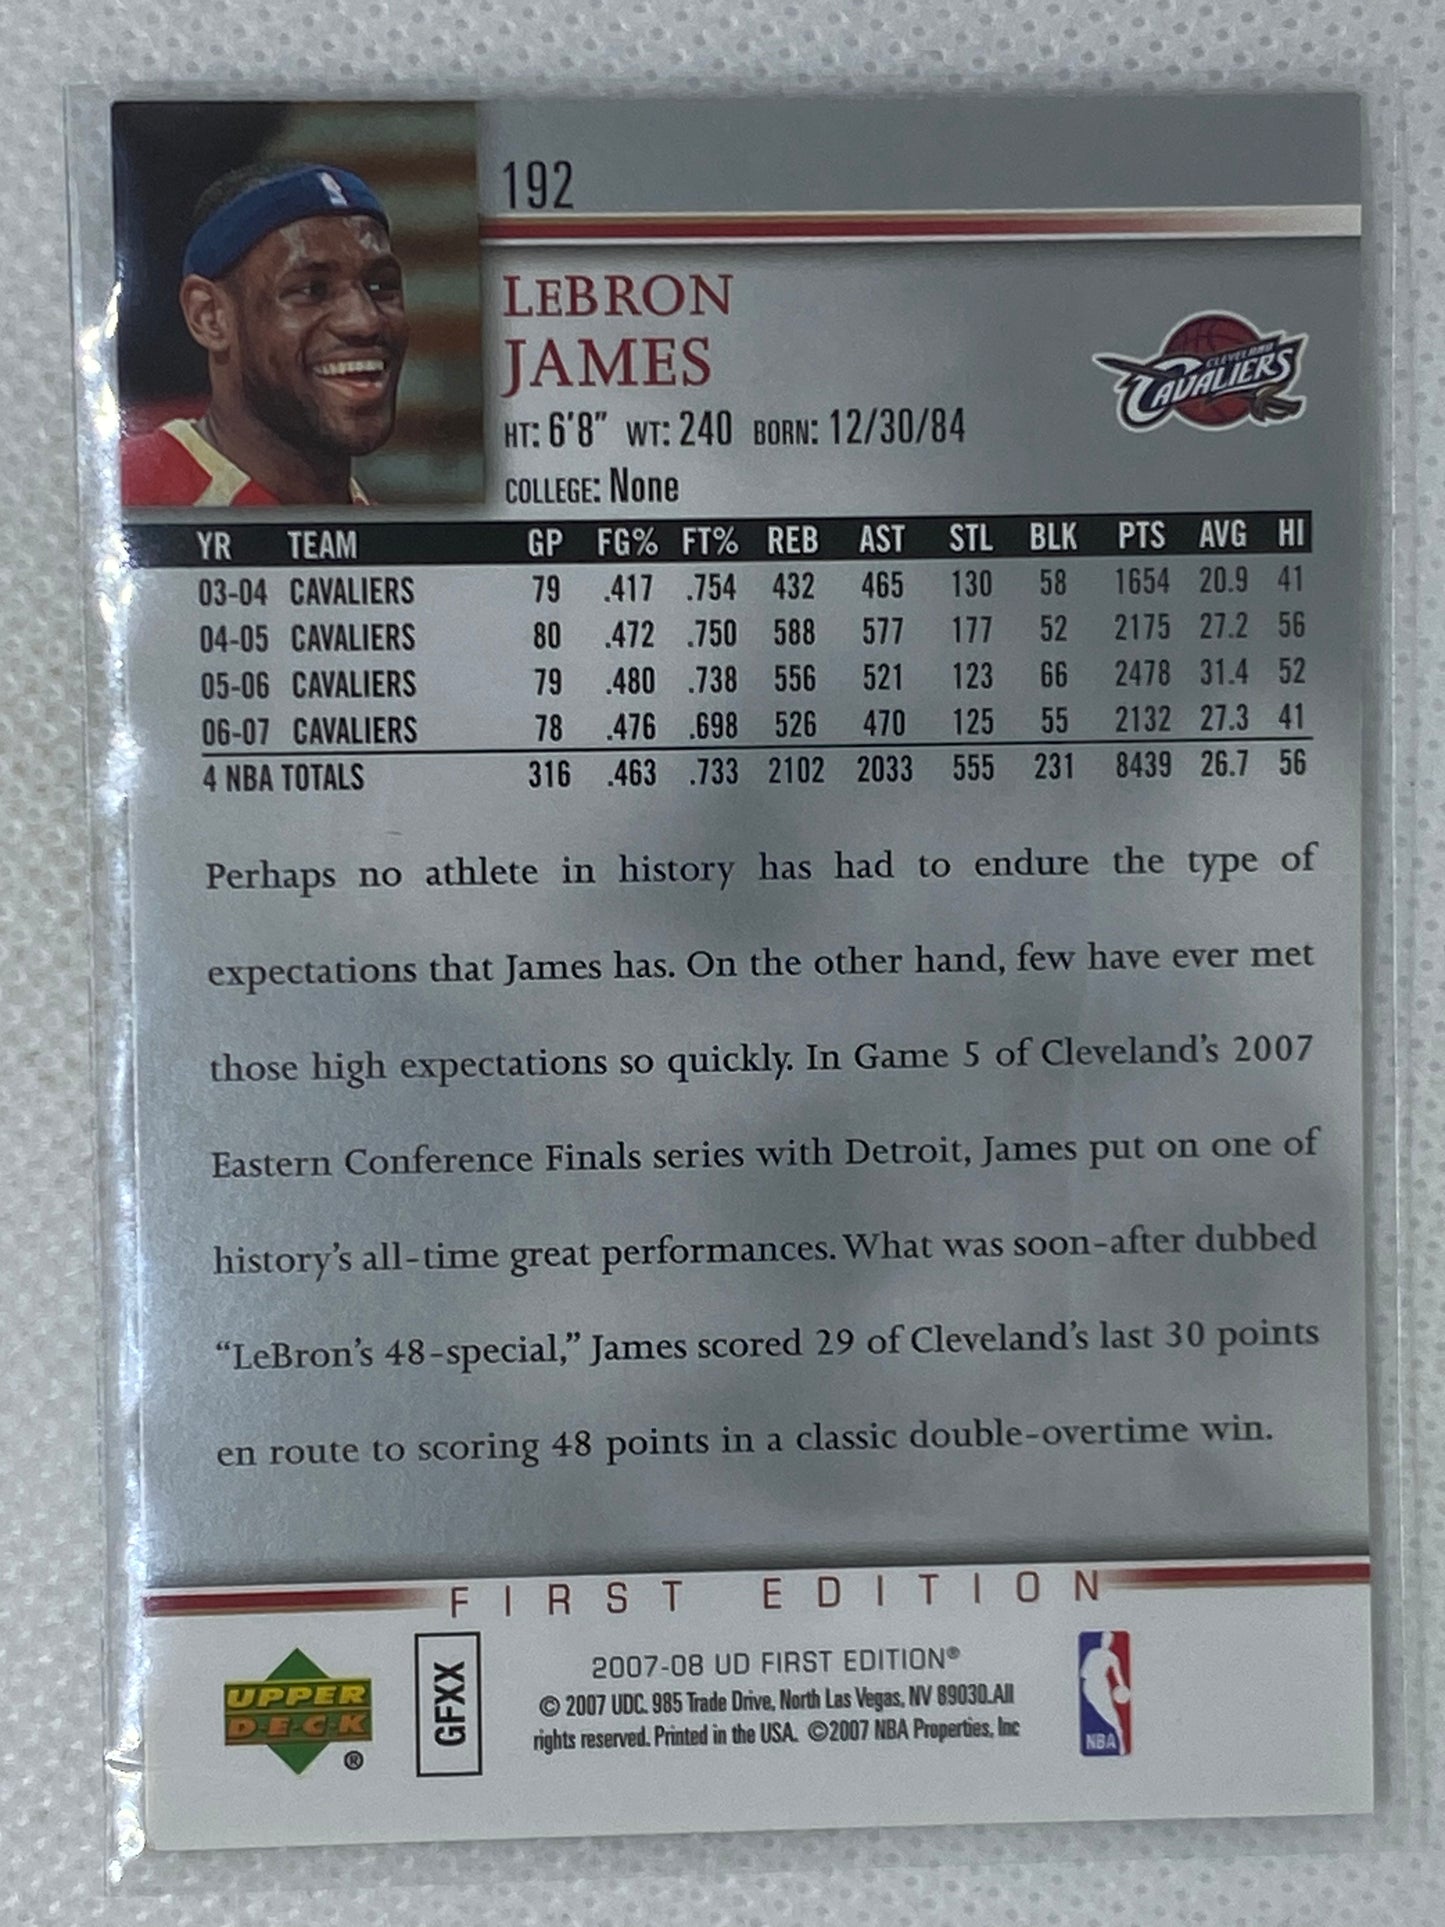 192
LEBRON
JAMES
HT: 6'8" WT: 240 BORN: 12/30/84
COLLEGE: None
CLEVELAND
CAVALIERS
YR TEAM GP FG% FT% REB AST STL BLK PTS AVG HI
03-04 CAVALIERS 79 .417 .754 432 465 130 58 1654 20.9 41
04-05 CAVALIERS 80 .472 .750 588 577 177 52 2175 27.2 56
05-06 CAVALIERS 79 .480 .738 556 521 123 66 2478 31.4 52
06-07 CAVALIERS 78 .476 .698 526 470 125 55 2132 27.3 41
4 NBA TOTALS 316 .463 .733 2102 2033 555 231 8439 26.7 56
Perhaps no athlete in history has had to endure the type of
expectations that James has. On the other hand, few have ever met
those high expectations so quickly. In Game 5 of Cleveland's 2007
Eastern Conference Finals series with Detroit, James put on one of
history's all-time great performances. What was soon-after dubbed
"LeBron's 48-special," James scored 29 of Cleveland's last 30 points
en route to scoring 48 points in a classic double-overtime win.
FIRST EDITION
UPPER
D·E·C·K
®
GFXX
2007-08 UD FIRST EDITION®
© 2007 UDC. 985 Trade Drive, North Las Vegas, NV 89030.All
rights reserved. Printed in the USA. ©2007 NBA Properties, Inc
NBA